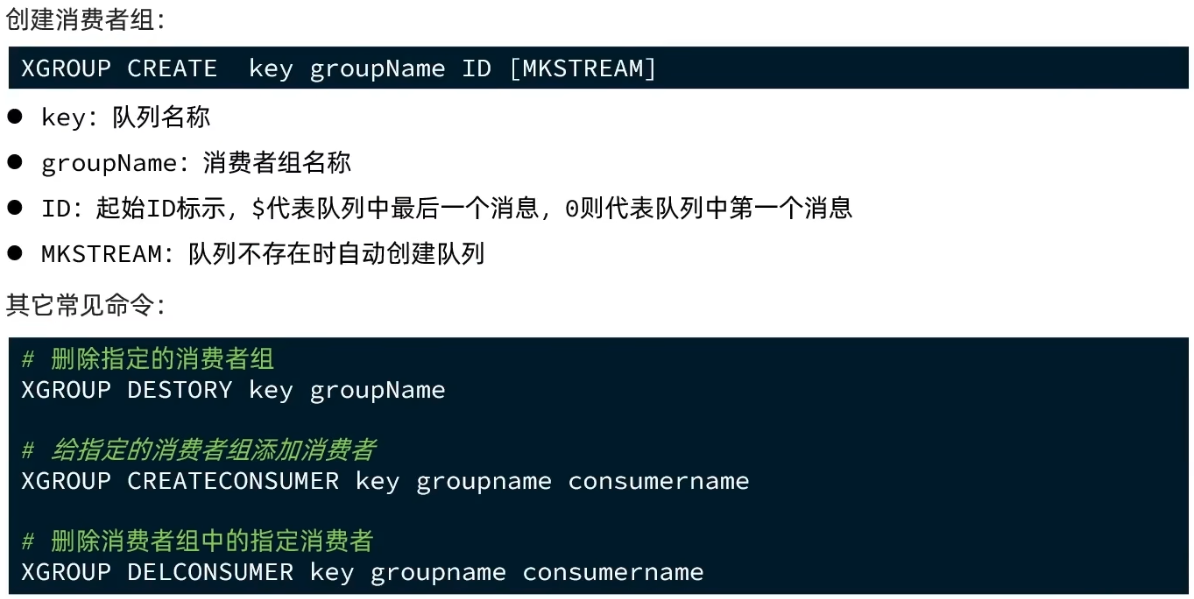 创建消费者组：
XGROUP CREATE  key groupName ID [MKSTREAM]
● key：队列名称
● groupName：消费者组名称
● ID：起始ID标示，$代表队列中最后一个消息，0则代表队列中第一个消息
● MKSTREAM：队列不存在时自动创建队列
其它常见命令：
# 删除指定的消费者组
XGROUP DESTORY key groupName
# 给指定的消费者组添加消费者
XGROUP CREATECONSUMER key groupname consumername
# 删除消费者组中的指定消费者
XGROUP DELCONSUMER key groupname consumername